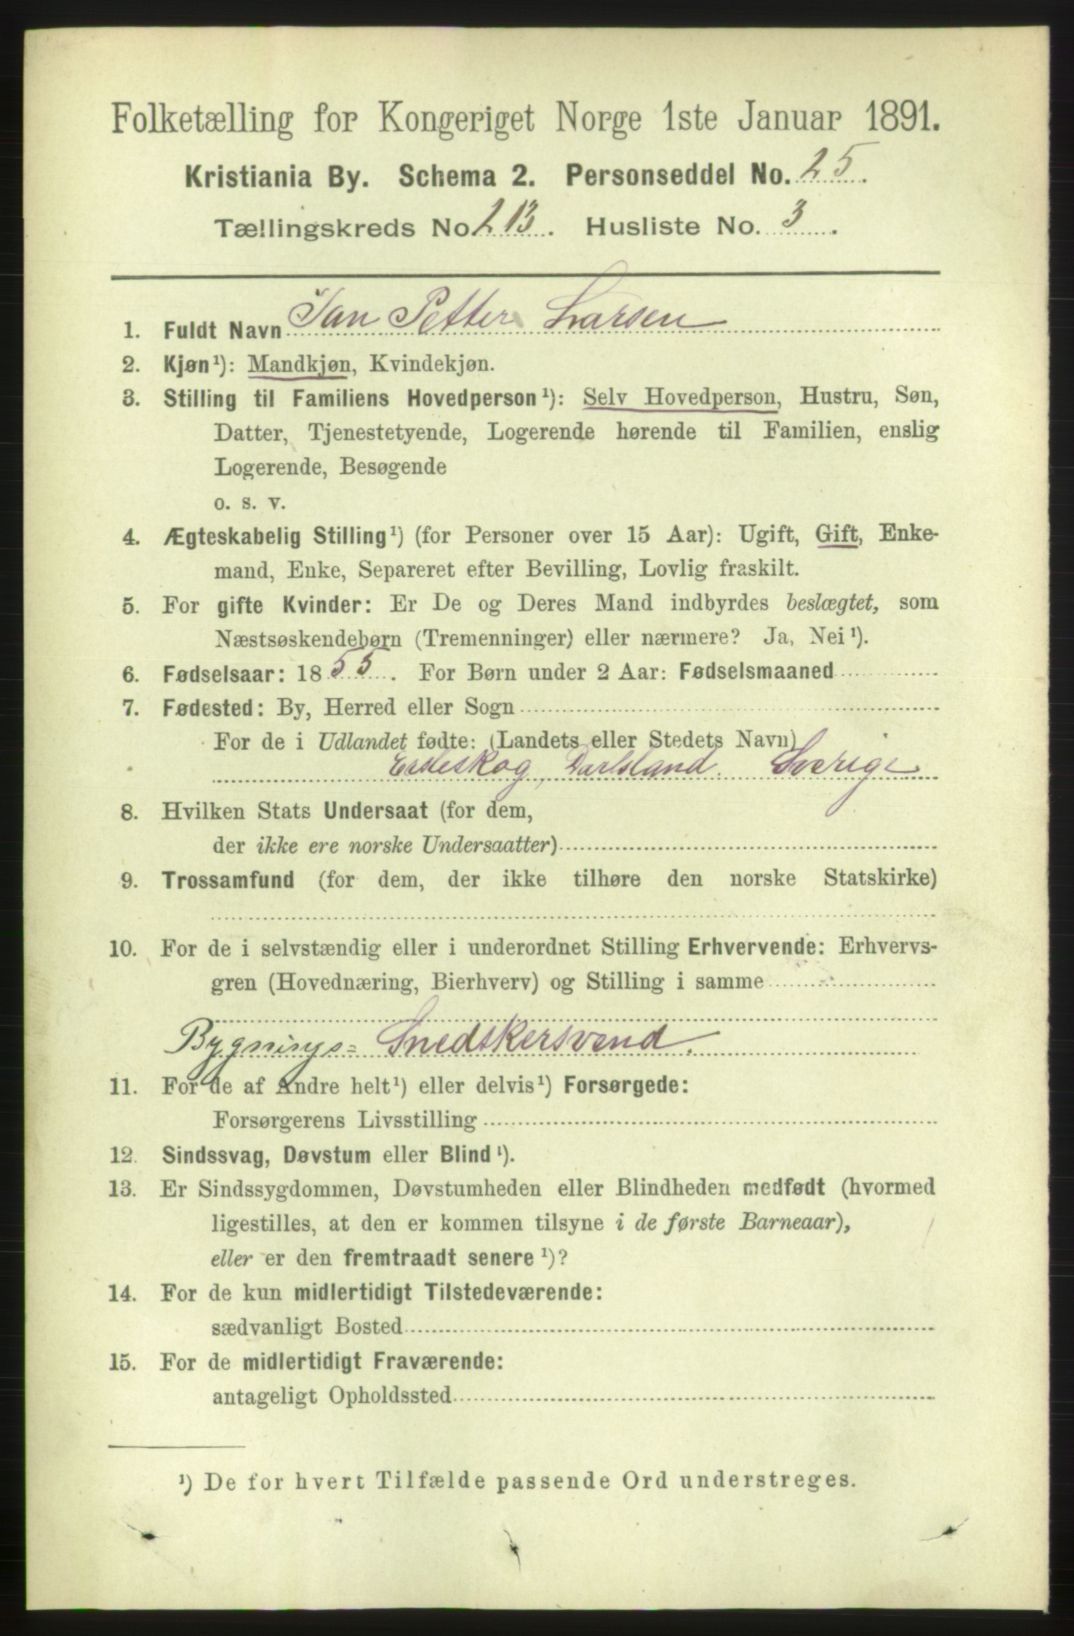 Folketælling for Kongeriget Norge 1ste Januar 1891.
Kristiania By. Schema 2. Personseddel No. 25.
Tællingskreds No. 213. Husliste No. 3.
1. Fuldt Navn Jan Petter Larsen
2. Kjøn¹): Mandkjøn, Kvindekjøn.
3. Stilling til Familiens Hovedperson¹): Selv Hovedperson, Hustru, Søn,
Datter, Tjenestetyende, Logerende hørende til Familien, enslig
Logerende, Besøgende
o. s. v.
4. Ægteskabelig Stilling¹) (for Personer over 15 Aar): Ugift, Gift, Enke-
mand, Enke, Separeret efter Bevilling, Lovlig fraskilt.
5. For gifte Kvinder: Er De og Deres Mand indbyrdes beslægtet, som
Næstsøskendebørn (Tremenninger) eller nærmere? Ja, Nei¹).
6. Fødselsaar: 1855. For Børn under 2 Aar: Fødselsmaaned
7. Fødested: By, Herred eller Sogn
For de i Udlandet fødte: (Landets eller Stedets Navn)
Dalsland. Sverige
8. Hvilken Stats Undersaat (for dem,
der ikke ere norske Undersaatter)
9. Trossamfund (for dem, der ikke tilhøre den norske Statskirke)
10. For de i selvstændig eller i underordnet Stilling Erhvervende: Erhvervs-
gren (Hovednæring, Bierhverv) og Stilling i samme
Bygnings= Snedskersvend.
11. For de af Andre helt¹) eller delvis¹) Forsørgede:
Forsørgerens Livsstilling
12. Sindssvag, Døvstum eller Blind¹).
13. Er Sindssygdommen, Døvstumheden eller Blindheden medfødt (hvormed
ligestilles, at den er kommen tilsyne i de første Barneaar),
eller er den fremtraadt senere¹)?
14. For de kun midlertidigt Tilstedeværende:
sædvanligt Bosted
15. For de midlertidigt Fraværende:
antageligt Opholdssted
¹) De for hvert Tilfælde passende Ord understreges.